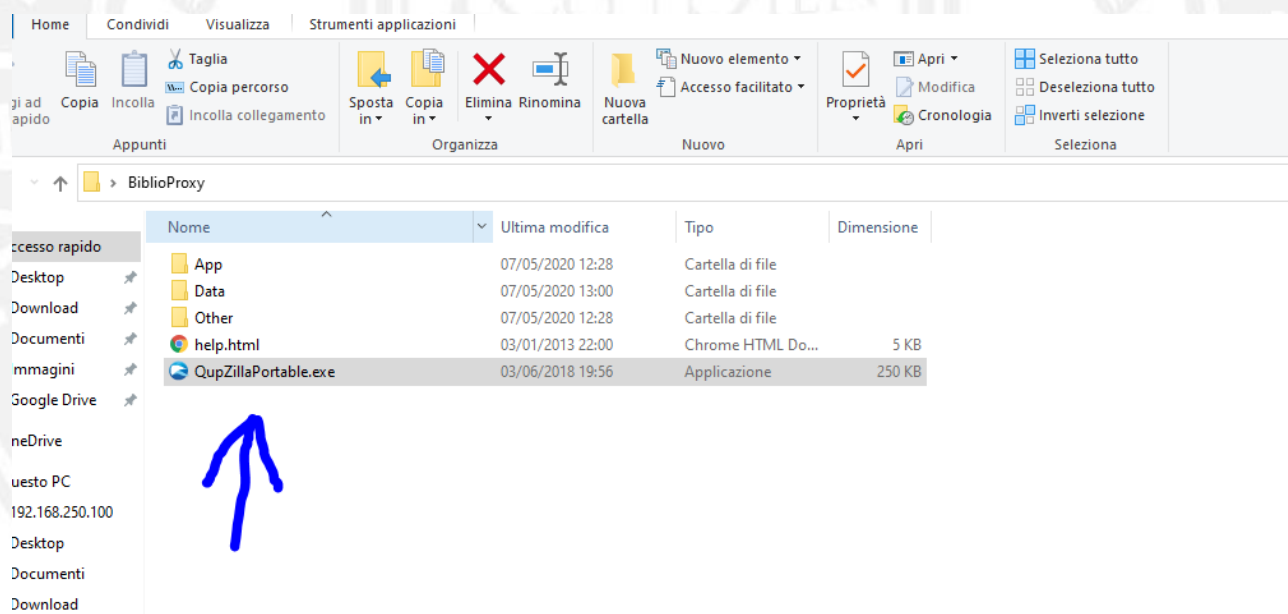 Home Condividi Visualizza Strumenti applicazioni
gi ad
apido
Copia
Incolla
Taglia
Copia percorso
Incolla collegamento
Appunti
Sposta
in
Copia
in
Elimina
Rinomina
Organizza
Nuova
cartella
Nuovo elemento
Accesso facilitato
Nuovo
Proprietà
Apri
Modifica
Cronologia
Apri
Seleziona tutto
Deseleziona tutto
Inverti selezione
Seleziona
BiblioProxy
Nome Ultima modifica Tipo Dimensione
App 07/05/2020 12:28 Cartella di file
Data 07/05/2020 13:00 Cartella di file
Other 07/05/2020 12:28 Cartella di file
help.html 03/01/2013 22:00 Chrome HTML Do... 5 KB
QupZillaPortable.exe 03/06/2018 19:56 Applicazione 250 KB
ccesso rapido
Desktop
Download
Documenti
mmagini
Google Drive
neDrive
uesto PC
192.168.250.100
Desktop
Documenti
Download